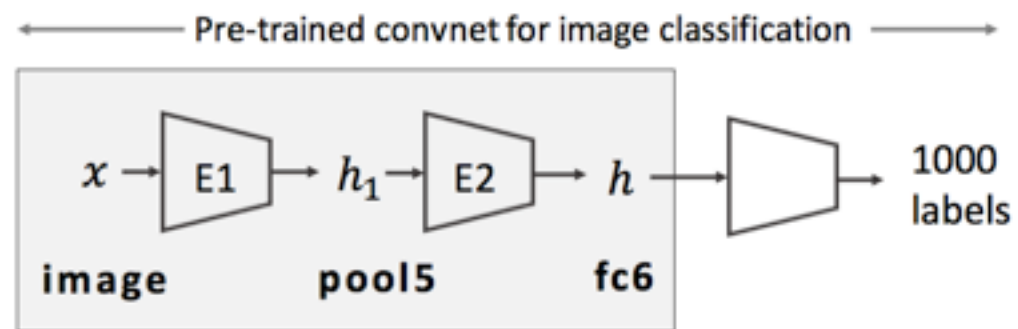 Pre-trained convnet for image classification
x E1 h₁ E2 h 1000
labels
image pool5 fc6